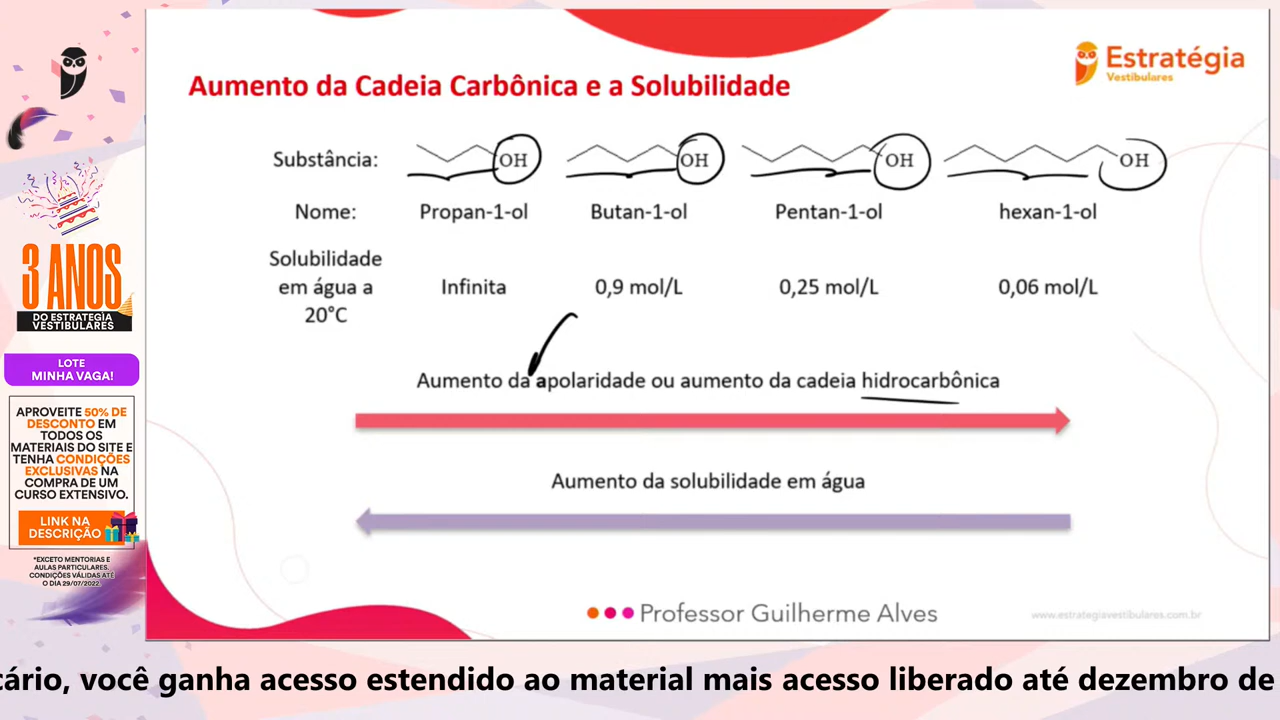 Aumento da Cadeia Carbônica e a Solubilidade
Estratégia
Vestibulares
Substância:
OH
OH
OH
OH
Nome:
Propan-1-ol
Butan-1-ol
Pentan-1-ol
hexan-1-ol
Solubilidade
em água a
20°C
Infinita
0,9 mol/L
0,25 mol/L
0,06 mol/L
Aumento da apolaridade ou aumento da cadeia hidrocarbônica
Aumento da solubilidade em água
Professor Guilherme Alves
www.estrategiavestibulares.com.br
3 ANOS
DO ESTRATEGIA
VESTIBULARES
LOTE
MINHA VAGA!
APROVEITE 50% DE
DESCONTO EM
TODOS OS
MATERIAIS DO SITE E
TENHA CONDIÇÕES
EXCLUSIVAS NA
COMPRA DE UM
CURSO EXTENSIVO.
LINK NA
DESCRIÇÃO
*EXCETO MENTORIAS E
AULAS PARTICULARES.
CONDIÇÕES VÁLIDAS ATÉ
O DIA 29/07/2022.
cário, você ganha acesso estendido ao material mais acesso liberado até dezembro de